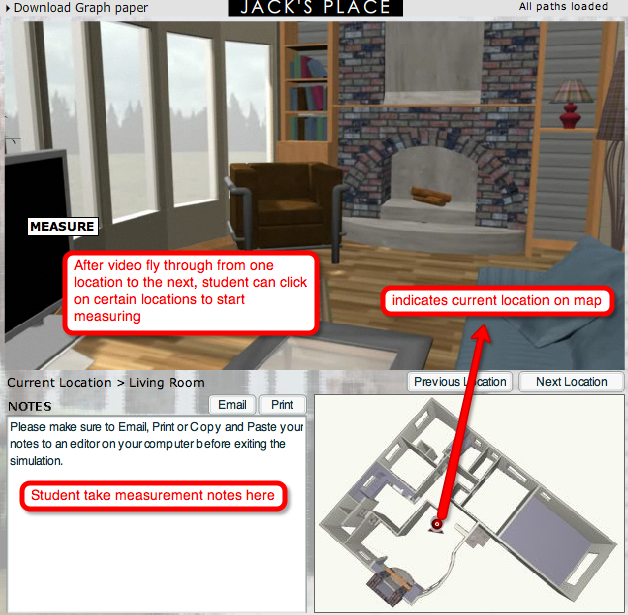 Download Graph paper
JACK'S PLACE
All paths loaded
MEASURE
After video fly through from one
location to the next, student can click
on certain locations to start
measuring
indicates current location on map
Current Location > Living Room
Previous Location
Next Location
NOTES
Email
Print
Please make sure to Email, Print or Copy and Paste your
notes to an editor on your computer before exiting the
simulation.
Student take measurement notes here